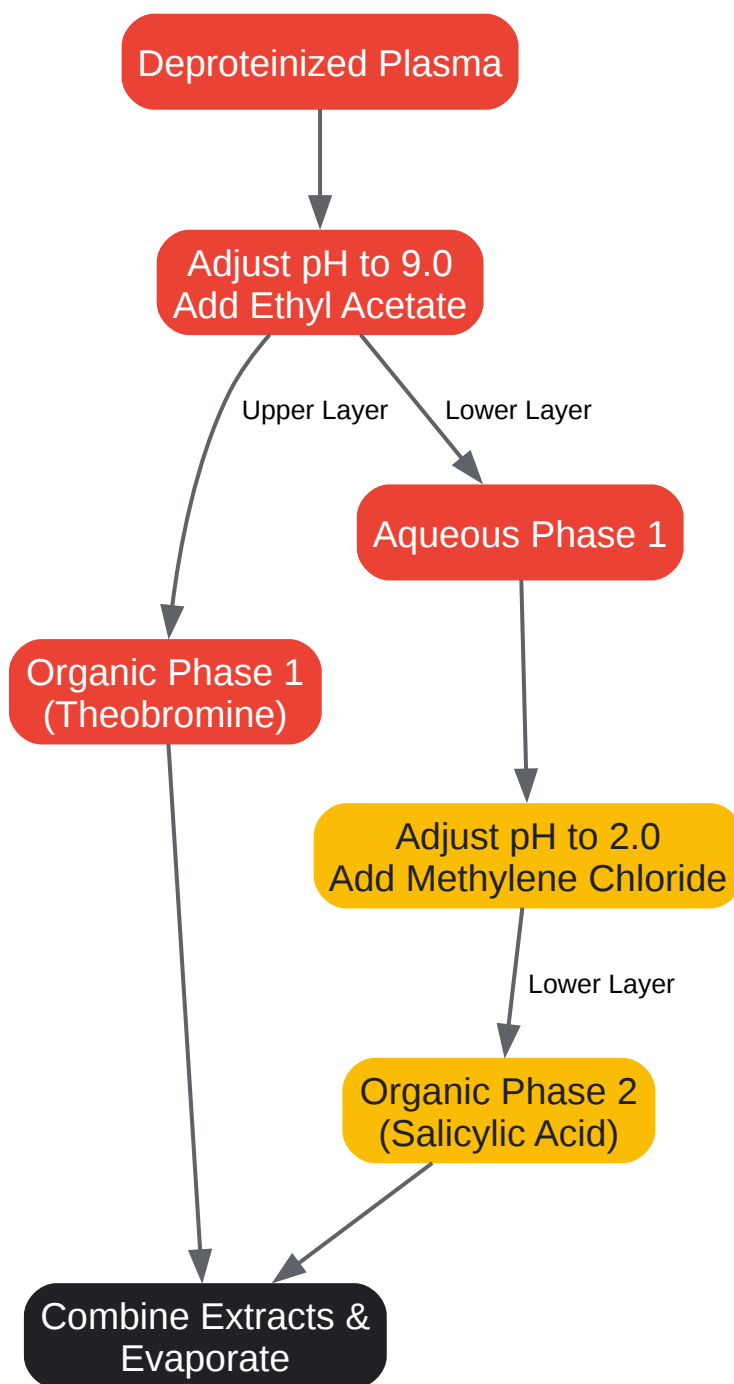 Deproteinized Plasma
Adjust pH to 9.0
Add Ethyl Acetate
Upper Layer
Lower Layer
Aqueous Phase 1
Organic Phase 1
(Theobromine)
Adjust pH to 2.0
Add Methylene Chloride
Lower Layer
Organic Phase 2
(Salicylic Acid)
Combine Extracts &
Evaporate